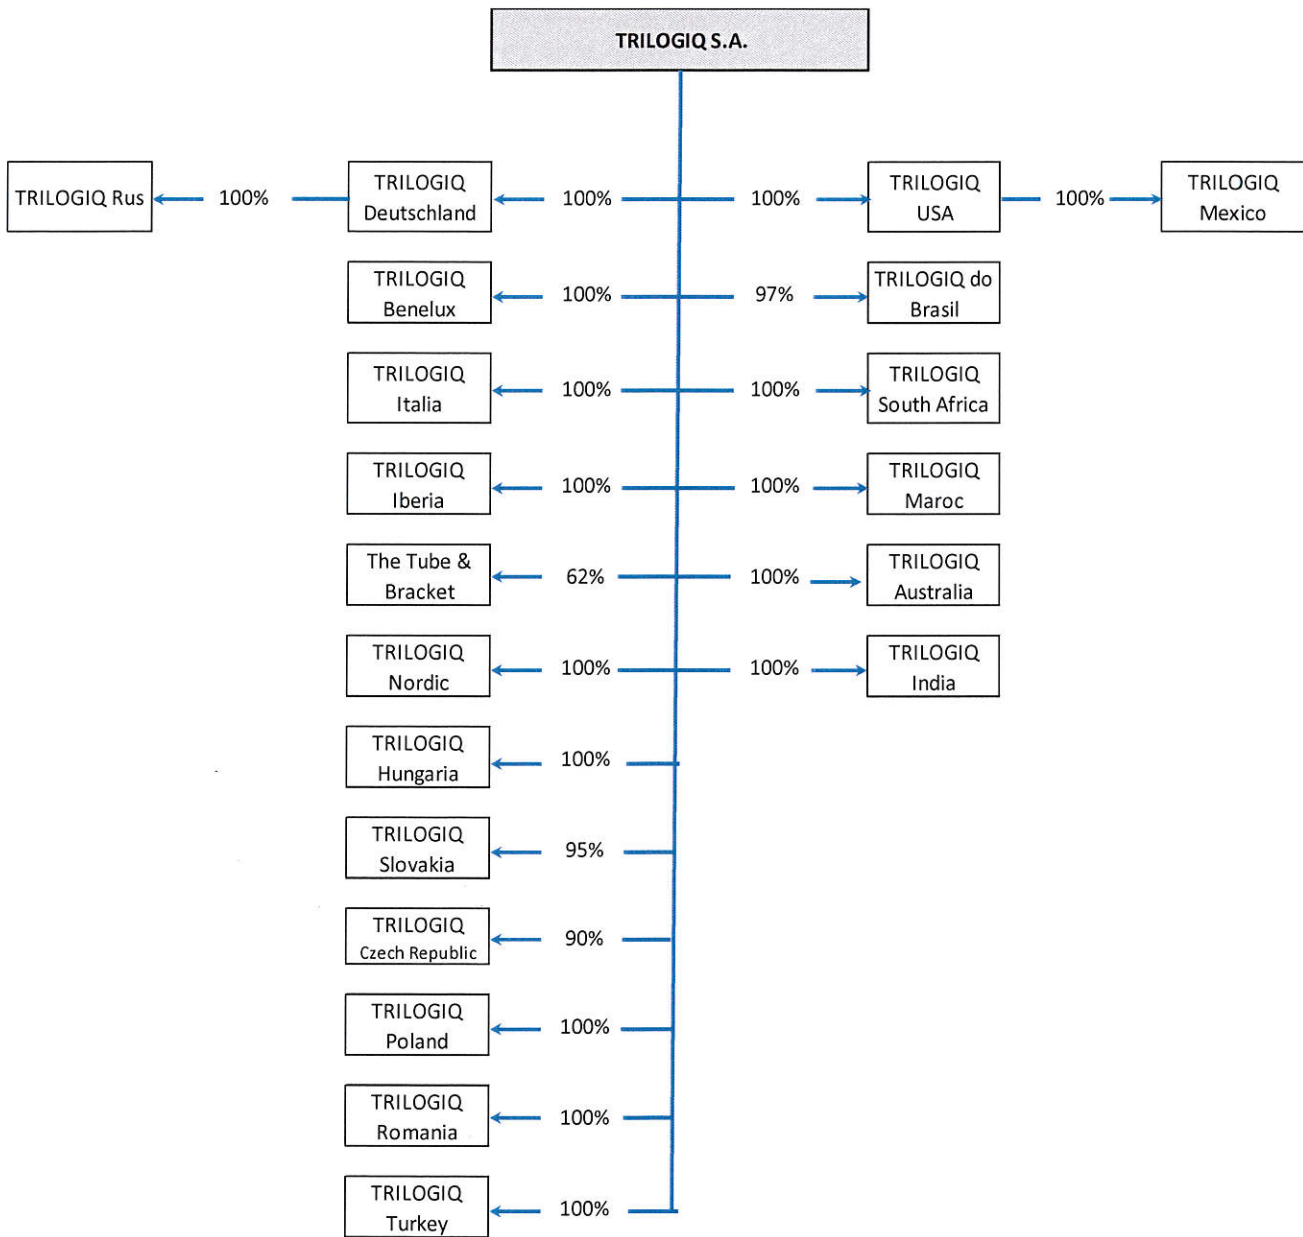 TRILOGIQ S.A.
TRILOGIQ Rus
100%
TRILOGIQ
Deutschland
100%
100%
TRILOGIQ
USA
100%
TRILOGIQ
Mexico
TRILOGIQ
Benelux
100%
97%
TRILOGIQ do
Brasil
TRILOGIQ
Italia
100%
100%
TRILOGIQ
South Africa
TRILOGIQ
Iberia
100%
100%
TRILOGIQ
Maroc
The Tube &
Bracket
62%
100%
TRILOGIQ
Australia
TRILOGIQ
Nordic
100%
100%
TRILOGIQ
India
TRILOGIQ
Hungaria
100%
TRILOGIQ
Slovakia
95%
TRILOGIQ
Czech Republic
90%
TRILOGIQ
Poland
100%
TRILOGIQ
Romania
100%
TRILOGIQ
Turkey
100%